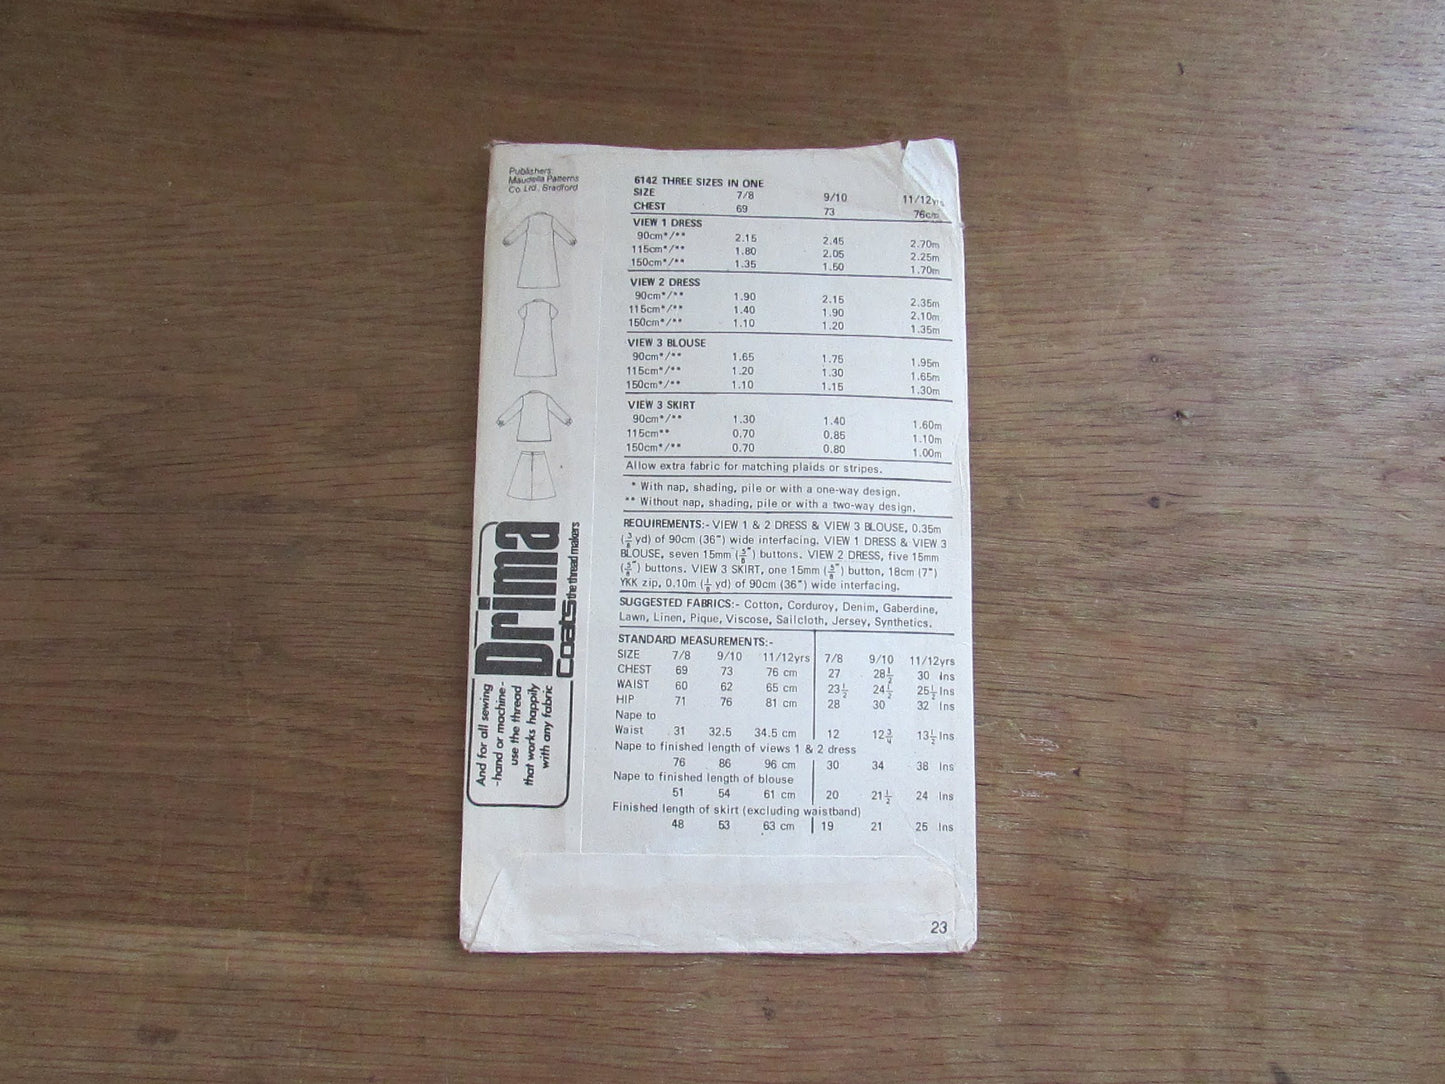 Publishers:
Maudella Patterns
Co. Ltd., Bradford
6142 THREE SIZES IN ONE
SIZE 7/8 9/10 11/12yrs
CHEST 69 73 76cm
VIEW 1 DRESS
90cm*/** 2.15 2.45 2.70m
115cm*/** 1.80 2.05 2.25m
150cm*/** 1.35 1.50 1.70m
VIEW 2 DRESS
90cm*/** 1.90 2.15 2.35m
115cm*/** 1.40 1.90 2.10m
150cm*/** 1.10 1.20 1.35m
VIEW 3 BLOUSE
90cm*/** 1.65 1.75 1.95m
115cm*/** 1.20 1.30 1.65m
150cm*/** 1.10 1.15 1.30m
VIEW 3 SKIRT
90cm*/** 1.30 1.40 1.60m
115cm** 0.70 0.85 1.10m
150cm*/** 0.70 0.80 1.00m
Allow extra fabric for matching plaids or stripes.
* With nap, shading, pile or with a one-way design.
** Without nap, shading, pile or with a two-way design.
REQUIREMENTS:- VIEW 1 & 2 DRESS & VIEW 3 BLOUSE, 0.35m
(3/8 yd) of 90cm (36") wide interfacing. VIEW 1 DRESS & VIEW 3
BLOUSE, seven 15mm (5/8") buttons. VIEW 2 DRESS, five 15mm
(5/8") buttons. VIEW 3 SKIRT, one 15mm (5/8") button, 18cm (7")
YKK zip, 0.10m (1/8 yd) of 90cm (36") wide interfacing.
SUGGESTED FABRICS:- Cotton, Corduroy, Denim, Gaberdine,
Lawn, Linen, Pique, Viscose, Sailcloth, Jersey, Synthetics.
STANDARD MEASUREMENTS:-
SIZE 7/8 9/10 11/12yrs 7/8 9/10 11/12yrs
CHEST 69 73 76 cm 27 28 1/2 30 Ins
WAIST 60 62 65 cm 23 1/2 24 1/2 25 1/2 Ins
HIP 71 76 81 cm 28 30 32 Ins
Nape to
Waist 31 32.5 34.5 cm 12 12 3/4 13 1/2 Ins
Nape to finished length of views 1 & 2 dress
76 86 96 cm 30 34 38 Ins
Nape to finished length of blouse
51 54 61 cm 20 21 1/2 24 Ins
Finished length of skirt (excluding waistband)
48 53 63 cm 19 21 25 Ins
Drima
Coats the thread makers
And for all sewing
-hand or machine-
use the thread
that works happily
with any fabric
23